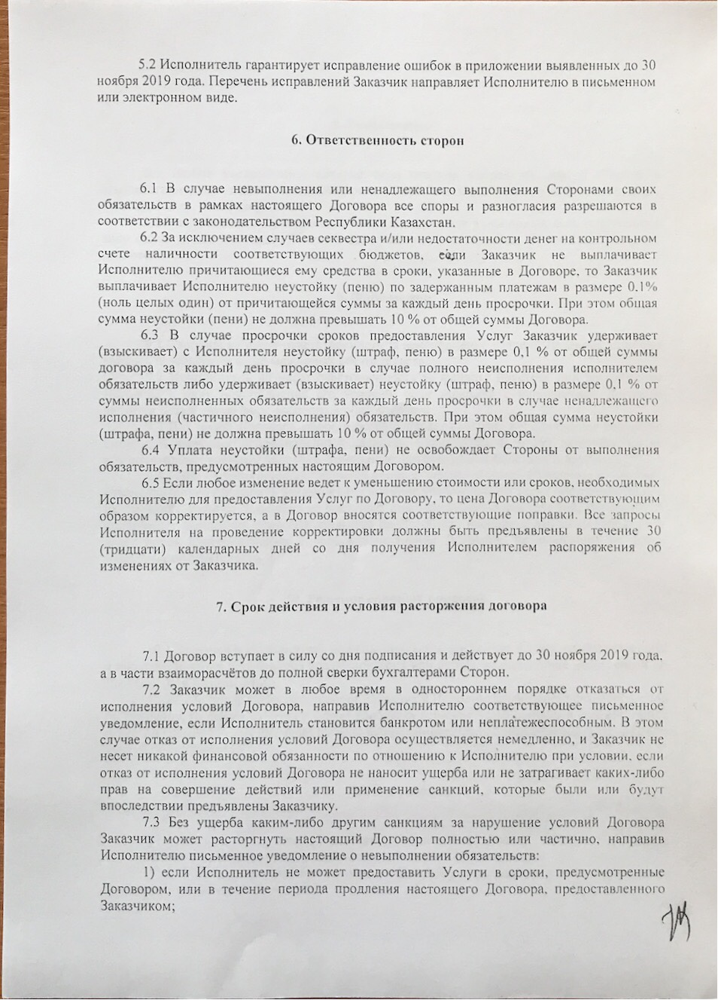 5.2 Исполнитель гарантирует исправление ошибок в приложении выявленных до 30
ноября 2019 года. Перечень исправлений Заказчик направляет Исполнителю в письменном
или электронном виде.
6. Ответственность сторон
6.1 В случае невыполнения или ненадлежащего выполнения Сторонами своих
обязательств в рамках настоящего Договора все споры и разногласия разрешаются в
соответствии с законодательством Республики Казахстан.
6.2 За исключением случаев секвестра и/или недостаточности денег на контрольном
счете наличности соответствующих бюджетов, если Заказчик не выплачивает
Исполнителю причитающиеся ему средства в сроки, указанные в Договоре, то Заказчик
выплачивает Исполнителю неустойку (пеню) по задержанным платежам в размере 0.1%
(ноль целых один) от причитающейся суммы за каждый день просрочки. При этом общая
сумма неустойки (пени) не должна превышать 10 % от общей суммы Договора.
6.3 В случае просрочки сроков предоставления Услуг Заказчик удерживает
(взыскивает) с Исполнителя неустойку (штраф, пеню) в размере 0,1 % от общей суммы
договора за каждый день просрочки в случае полного неисполнения исполнителем
обязательств либо удерживает (взыскивает) неустойку (штраф, пеню) в размере 0,1 % от
суммы неисполненных обязательств за каждый день просрочки в случае ненадлежащего
исполнения (частичного неисполнения) обязательств. При этом общая сумма неустойки
(штрафа, пени) не должна превышать 10 % от общей суммы Договора.
6.4 Уплата неустойки (штрафа, пени) не освобождает Стороны от выполнения
обязательств, предусмотренных настоящим Договором.
6.5 Если любое изменение ведет к уменьшению стоимости или сроков, необходимых
Исполнителю для предоставления Услуг по Договору, то цена Договора соответствующим
образом корректируется, а в Договор вносятся соответствующие поправки. Все запросы
Исполнителя на проведение корректировки должны быть предъявлены в течение 30
(тридцати) календарных дней со дня получения Исполнителем распоряжения об
изменениях от Заказчика.
7. Срок действия и условия расторжения договора
7.1 Договор вступает в силу со дня подписания и действует до 30 ноября 2019 года,
а в части взаиморасчётов до полной сверки бухгалтерами Сторон.
7.2 Заказчик может в любое время в одностороннем порядке отказаться от
исполнения условий Договора, направив Исполнителю соответствующее письменное
уведомление, если Исполнитель становится банкротом или неплатежеспособным. В этом
случае отказ от исполнения условий Договора осуществляется немедленно, и Заказчик не
несет никакой финансовой обязанности по отношению к Исполнителю при условии, если
отказ от исполнения условий Договора не наносит ущерба или не затрагивает каких-либо
прав на совершение действий или применение санкций, которые были или будут
впоследствии предъявлены Заказчику.
7.3 Без ущерба каким-либо другим санкциям за нарушение условий Договора
Заказчик может расторгнуть настоящий Договор полностью или частично, направив
Исполнителю письменное уведомление о невыполнении обязательств:
1) если Исполнитель не может предоставить Услуги в сроки, предусмотренные
Договором, или в течение периода продления настоящего Договора, предоставленного
Заказчиком;